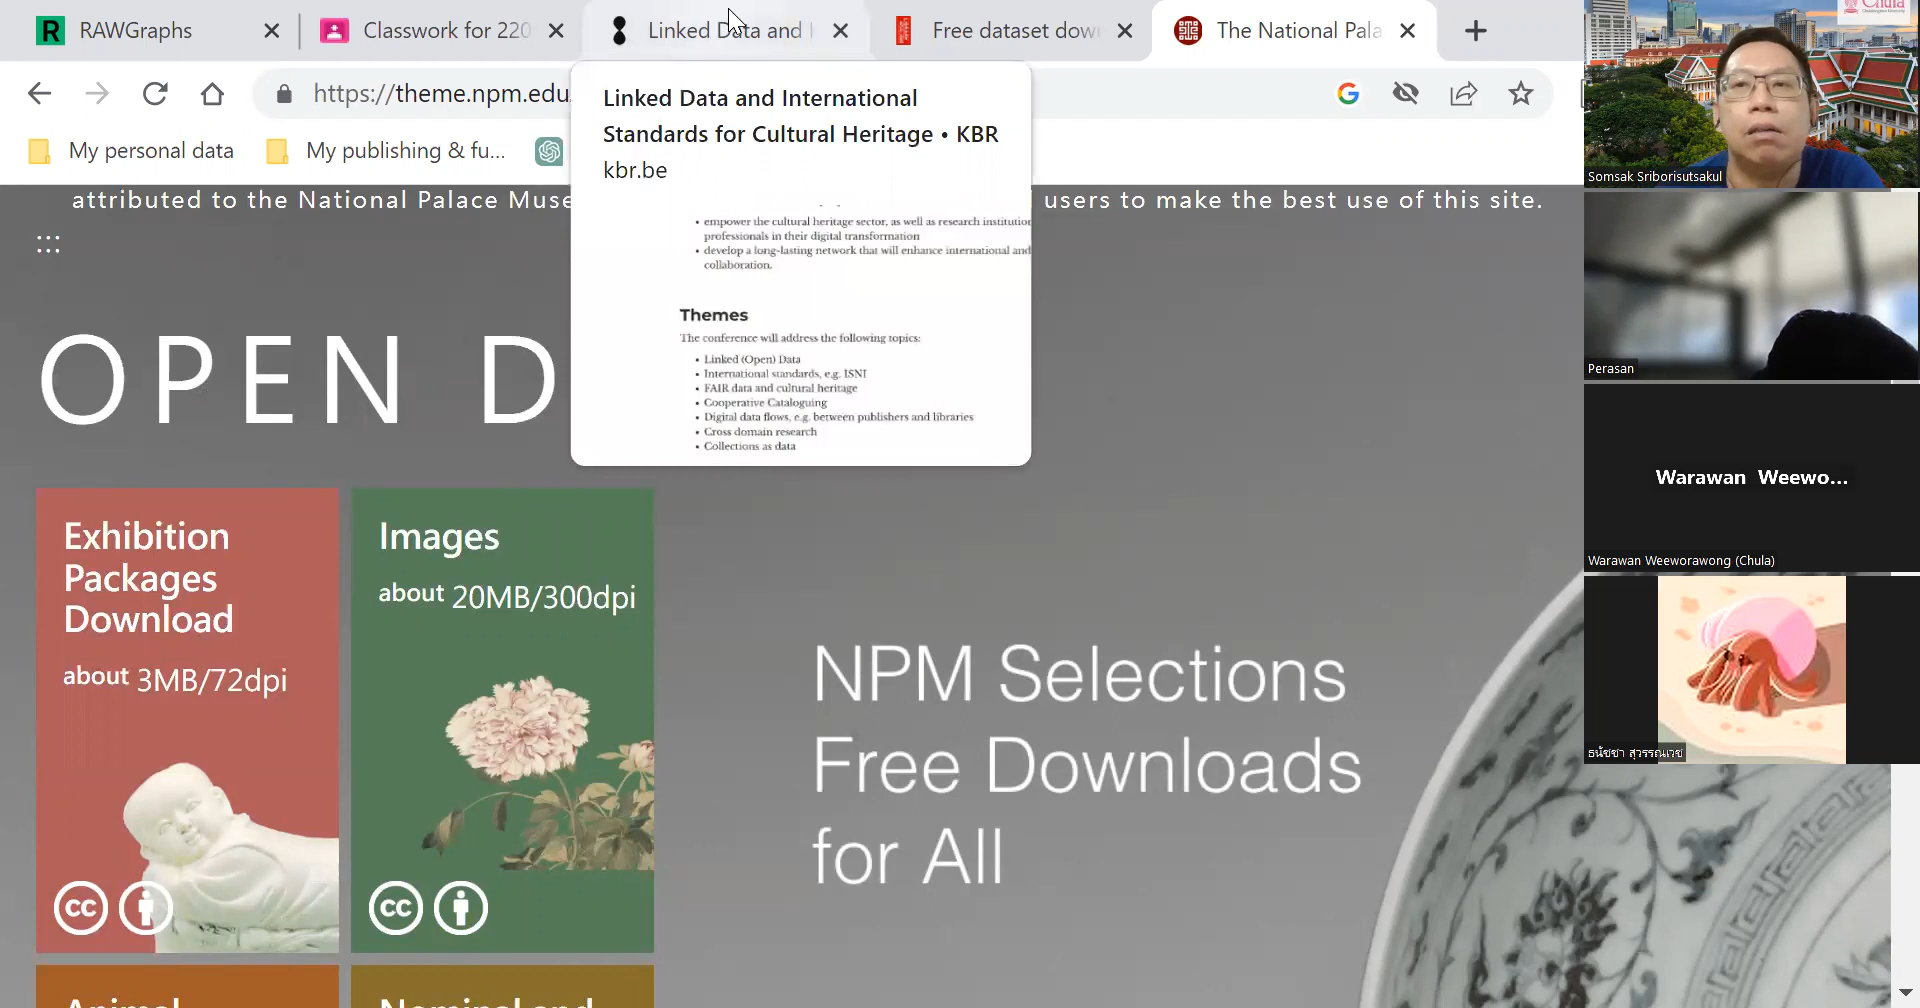 RAWGraphs
Classwork for 220
Linked Data and
Free dataset dow
The National Pala
https://theme.npm.edu.
My personal data
My publishing & fu...
Linked Data and International
Standards for Cultural Heritage • KBR
kbr.be
empower the cultural heritage sector, as well as research institution
professionals in their digital transformation
develop a long-lasting network that will enhance international and
collaboration.
Themes
The conference will address the following topics:
Linked (Open) Data
International standards, e.g. ISNI
FAIR data and cultural heritage
Cooperative Cataloguing
Digital data flows, e.g. between publishers and libraries
Cross domain research
Collections as data
attributed to the National Palace Muse
users to make the best use of this site.
OPEN D
Exhibition
Packages
Download
about 3MB/72dpi
cc
Images
about 20MB/300dpi
cc
NPM Selections
Free Downloads
for All
Chula
Somsak Sriborisutsakul
Perasan
Warawan Weewo...
Warawan Weeworawong (Chula)
ธนัชชา สุวรรณเวช